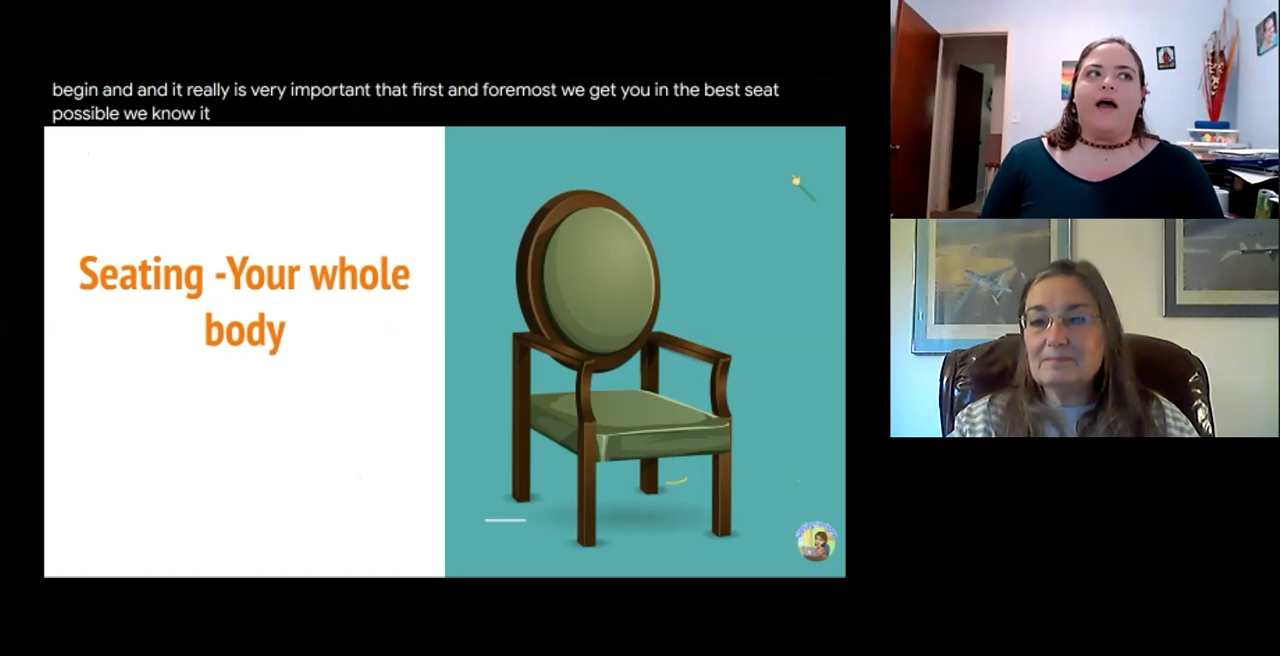 begin and and it really is very important that first and foremost we get you in the best seat
possible we know it
Seating -Your whole
body